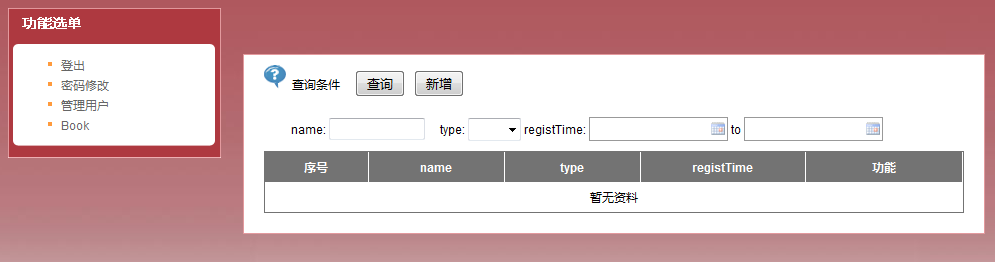 功能选单
登出
密码修改
管理用户
Book
查询条件 查询 新增
name: type: registTime: to
序号 name type registTime 功能
暂无资料